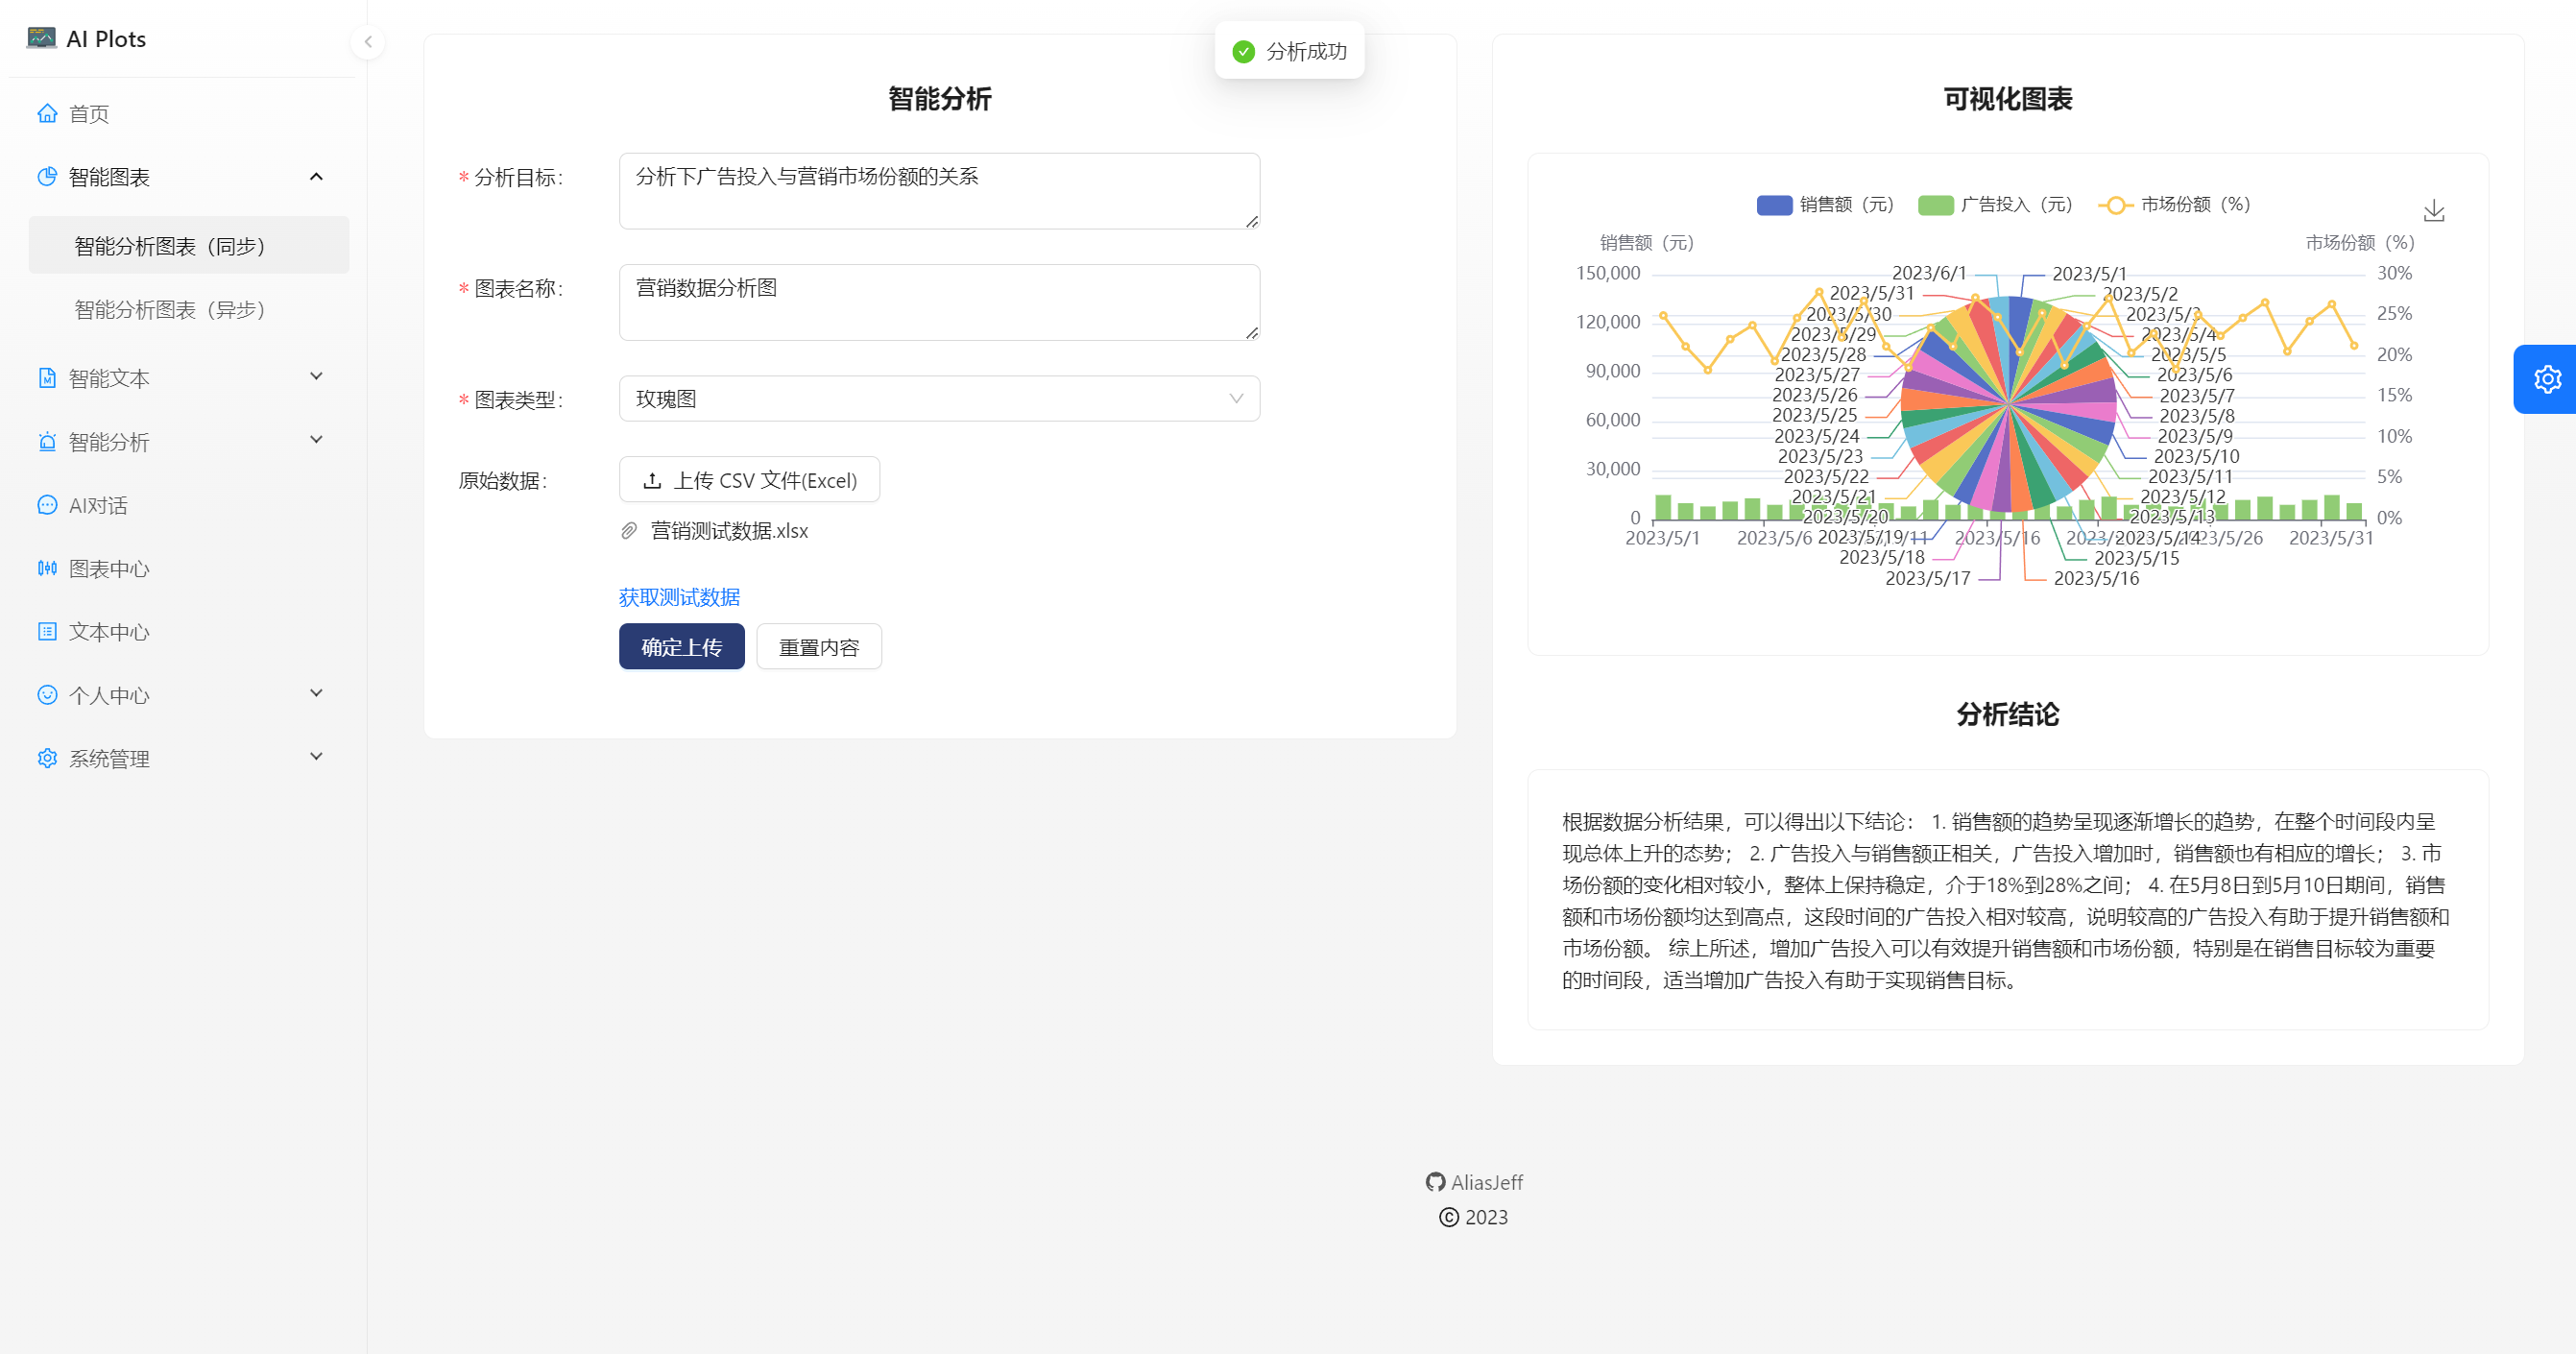 AI Plots
首页
智能图表
智能分析图表（同步）
智能分析图表（异步）
智能文本
智能分析
AI对话
图表中心
文本中心
个人中心
系统管理
分析成功
智能分析
* 分析目标：
分析下广告投入与营销市场份额的关系
* 图表名称：
营销数据分析图
* 图表类型：
玫瑰图
原始数据：
上传 CSV 文件(Excel)
营销测试数据.xlsx
获取测试数据
确定上传
重置内容
可视化图表
销售额（元） 广告投入（元） 市场份额（%）
销售额（元）
市场份额（%）
150,000
120,000
90,000
60,000
30,000
0
30%
25%
20%
15%
10%
5%
0%
2023/6/1
2023/5/31
2023/5/30
2023/5/29
2023/5/28
2023/5/27
2023/5/26
2023/5/25
2023/5/24
2023/5/23
2023/5/22
2023/5/21
2023/5/20
2023/5/19
2023/5/18
2023/5/17
2023/5/1
2023/5/2
2023/5/3
2023/5/4
2023/5/5
2023/5/6
2023/5/7
2023/5/8
2023/5/9
2023/5/10
2023/5/11
2023/5/12
2023/5/13
2023/5/14
2023/5/15
2023/5/16
2023/5/1
2023/5/6
2023/5/16
2023/5/26
2023/5/31
分析结论
根据数据分析结果，可以得出以下结论： 1. 销售额的趋势呈现逐渐增长的趋势，在整个时间段内呈
现总体上升的态势； 2. 广告投入与销售额正相关，广告投入增加时，销售额也有相应的增长； 3. 市
场份额的变化相对较小，整体上保持稳定，介于18%到28%之间； 4. 在5月8日到5月10日期间，销售
额和市场份额均达到高点，这段时间的广告投入相对较高，说明较高的广告投入有助于提升销售额和
市场份额。 综上所述，增加广告投入可以有效提升销售额和市场份额，特别是在销售目标较为重要
的时间段，适当增加广告投入有助于实现销售目标。
AliasJeff
© 2023